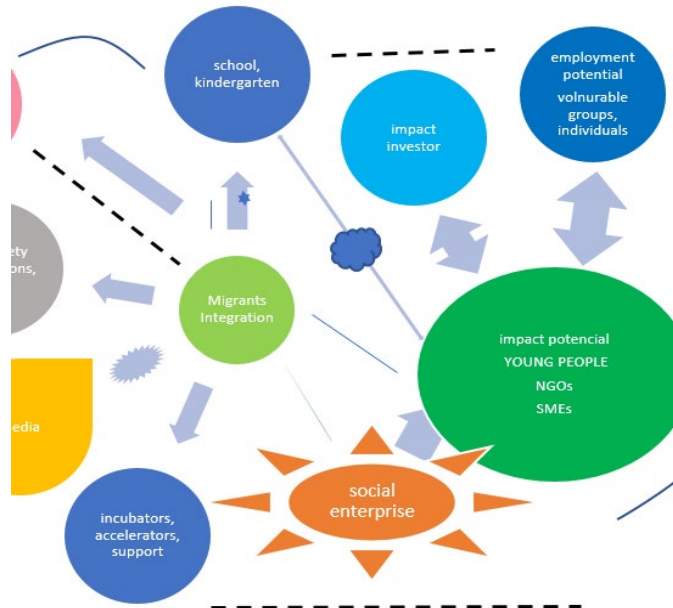 school,
kindergarten
employment
potential
volnurable
groups,
individuals
impact
investor
Migrants
Integration
impact potencial
YOUNG PEOPLE
NGOs
SMEs
social
enterprise
incubators,
accelerators,
support